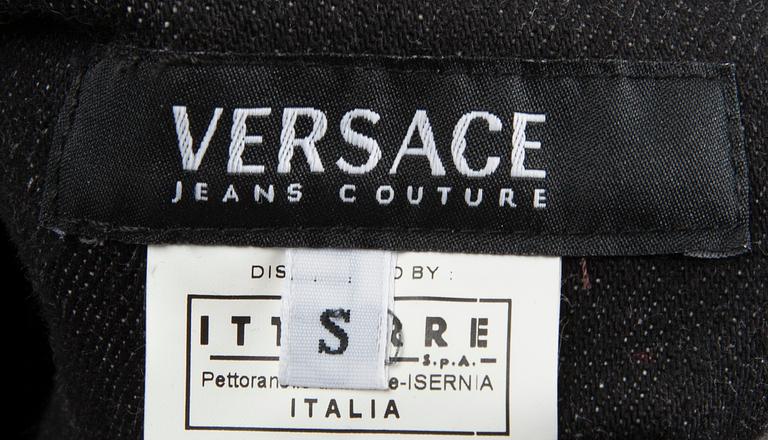 VERSACE
JEANS COUTURE
BY :
S
S.p.A.
-ISERNIA
ITALIA